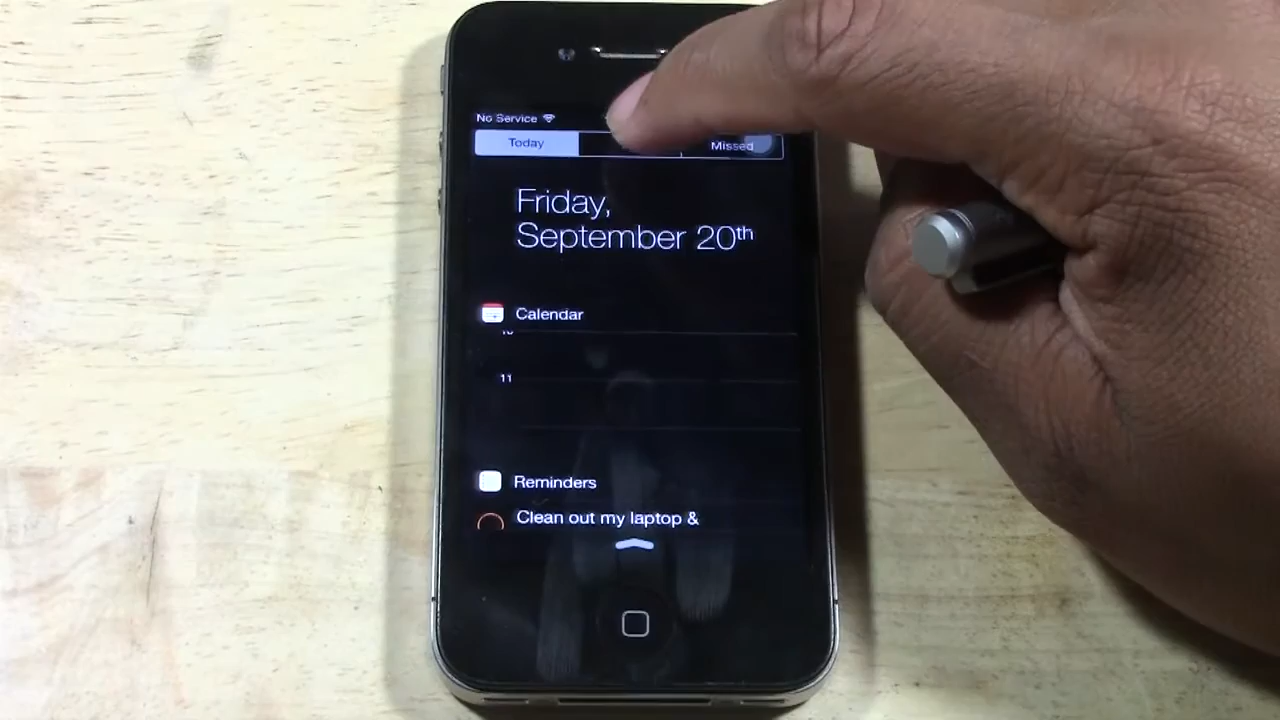 No Service
Today
Missed
Friday,
September 20th
Calendar
11
Reminders
Clean out my laptop &